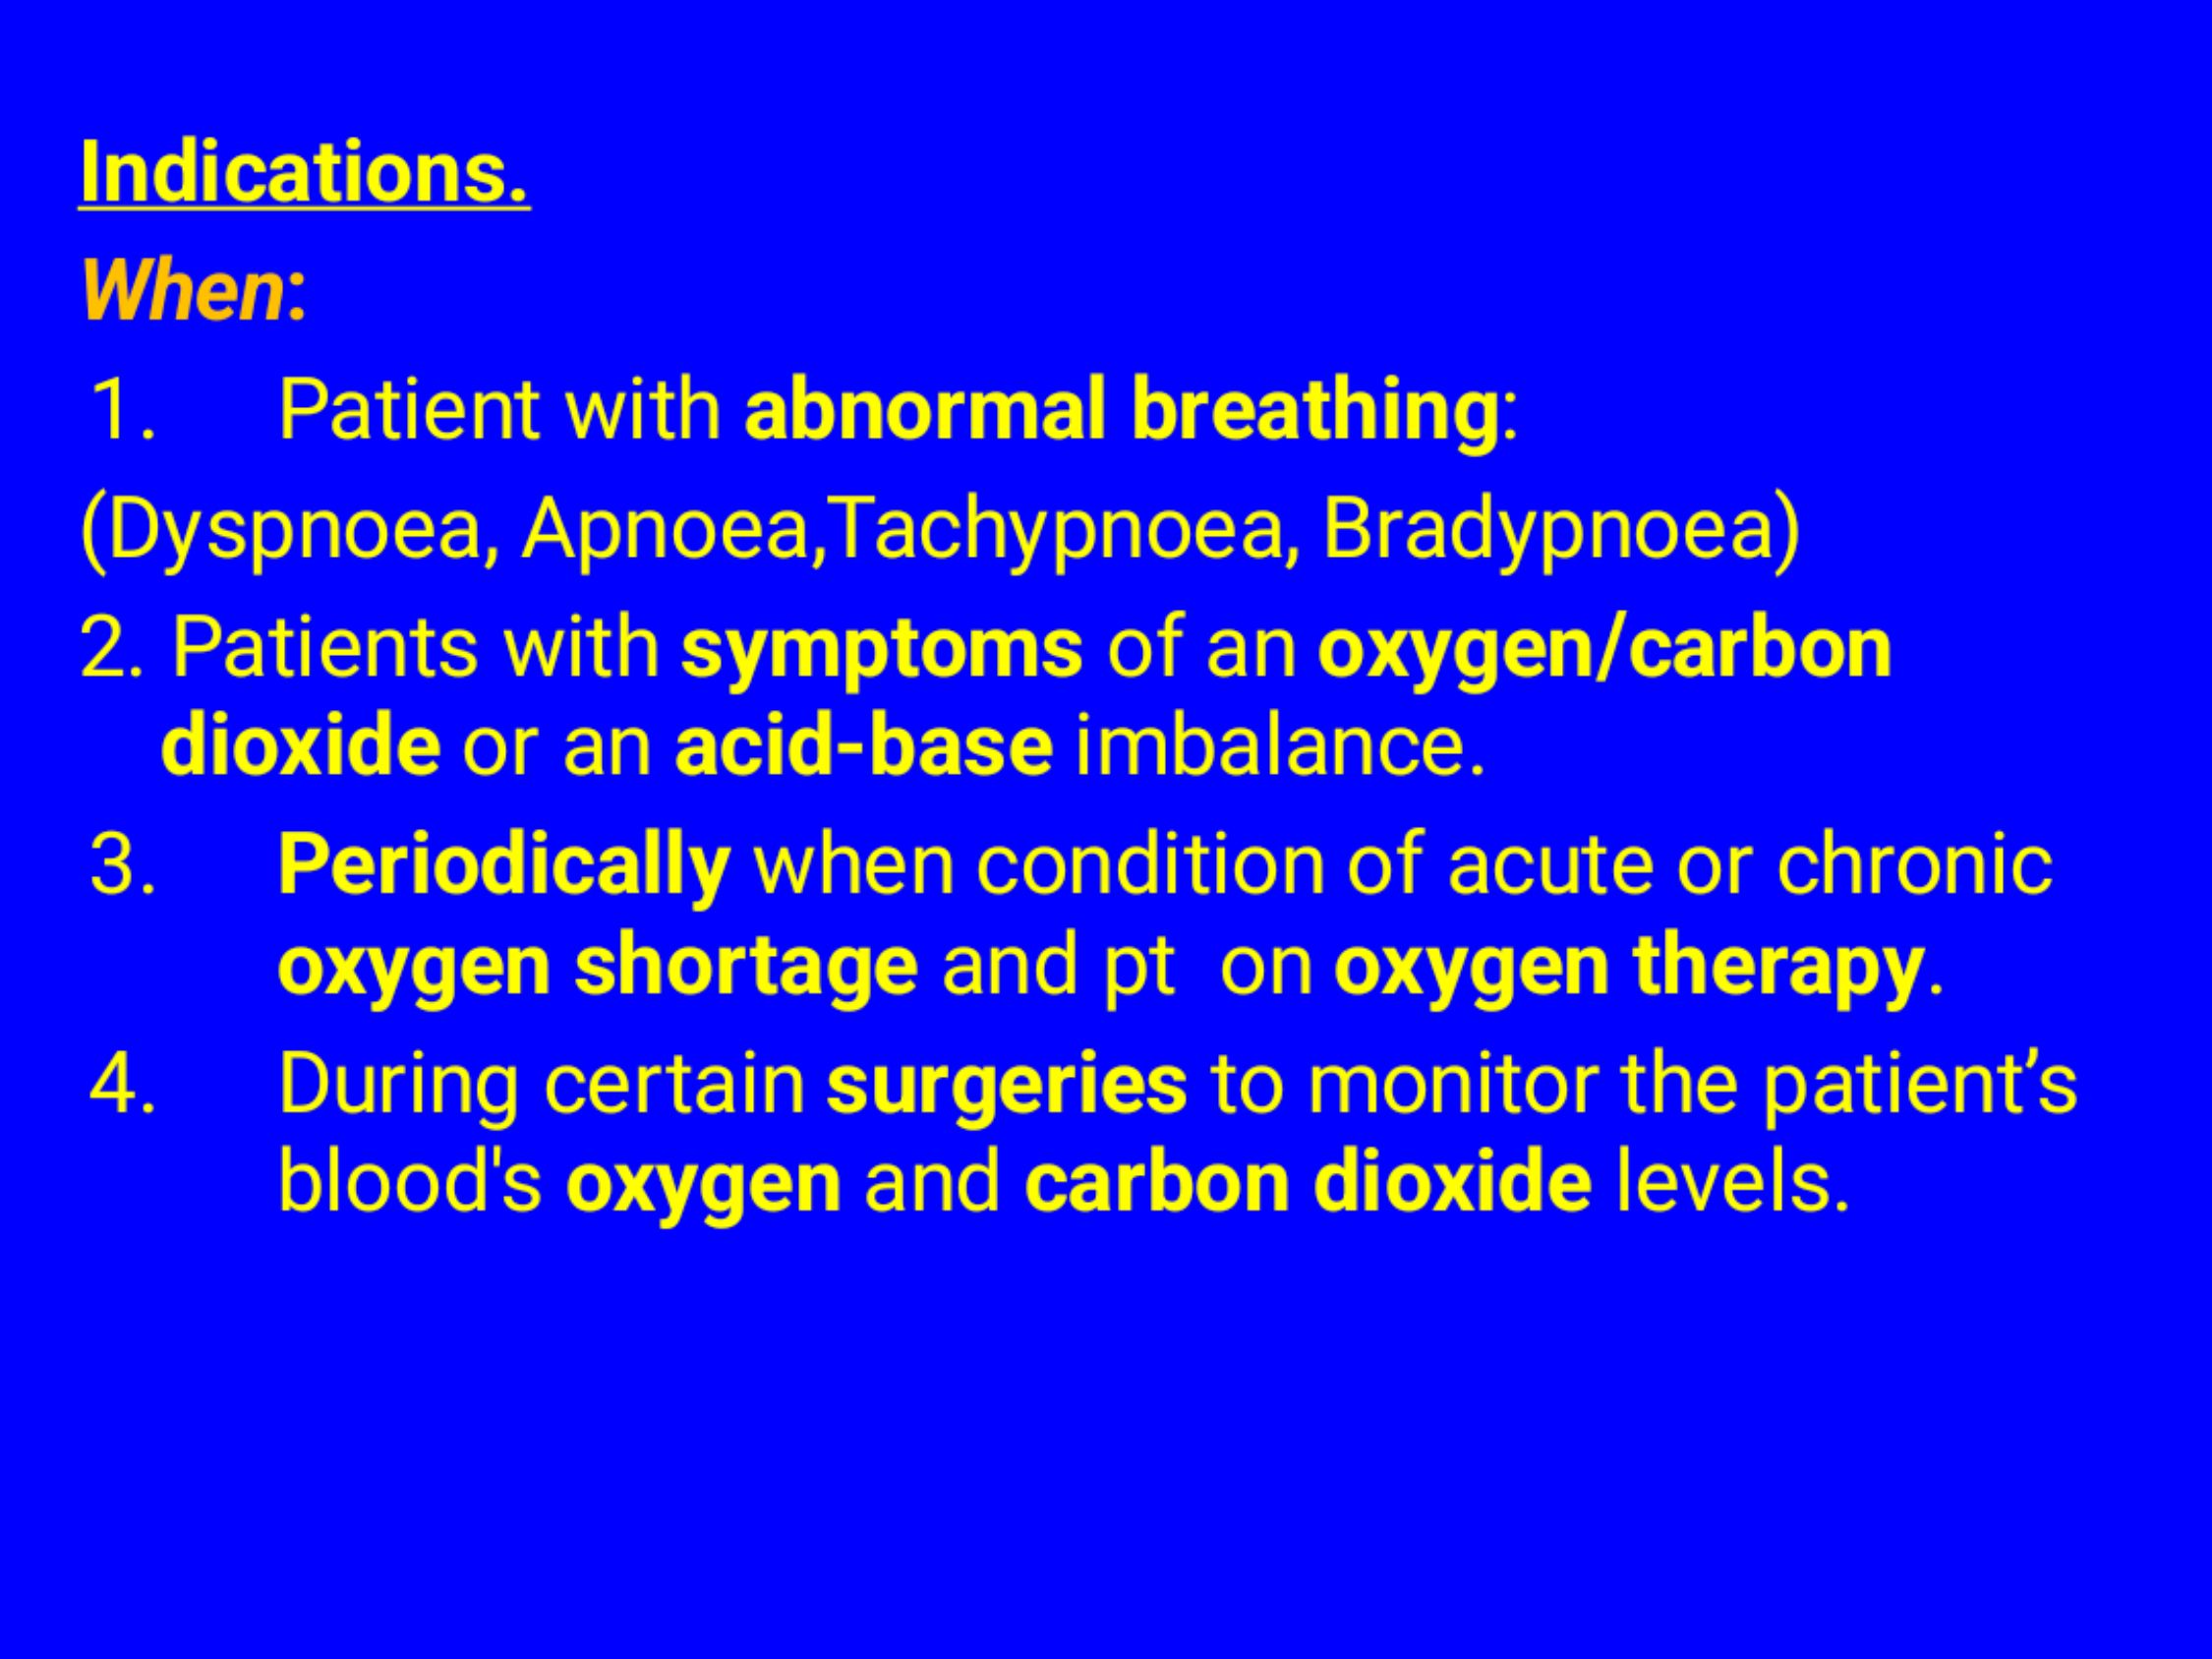 Indications.
When:
1. Patient with abnormal breathing:
(Dyspnoea, Apnoea,Tachypnoea, Bradypnoea)
2. Patients with symptoms of an oxygen/carbon
dioxide or an acid-base imbalance.
3. Periodically when condition of acute or chronic
oxygen shortage and pt  on oxygen therapy.
4. During certain surgeries to monitor the patient’s
blood's oxygen and carbon dioxide levels.